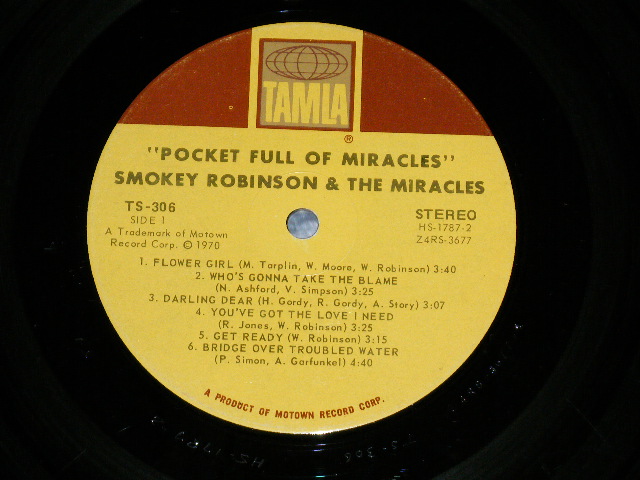 TAMLA
®
"POCKET FULL OF MIRACLES"
SMOKEY ROBINSON & THE MIRACLES
TS-306
SIDE 1
A Trademark of Motown
Record Corp. © 1970
STEREO
HS-1787-2
Z4RS-3677
1. FLOWER GIRL (M. Tarplin, W. Moore, W. Robinson) 3:40
2. WHO'S GONNA TAKE THE BLAME
(N. Ashford, V. Simpson) 3:25
3. DARLING DEAR (H. Gordy, R. Gordy, A. Story) 3:07
4. YOU'VE GOT THE LOVE I NEED
(R. Jones, W. Robinson) 3:25
5. GET READY (W. Robinson) 3:15
6. BRIDGE OVER TROUBLED WATER
(P. Simon, A. Garfunkel) 4:40
A PRODUCT OF MOTOWN RECORD CORP.
TS-306